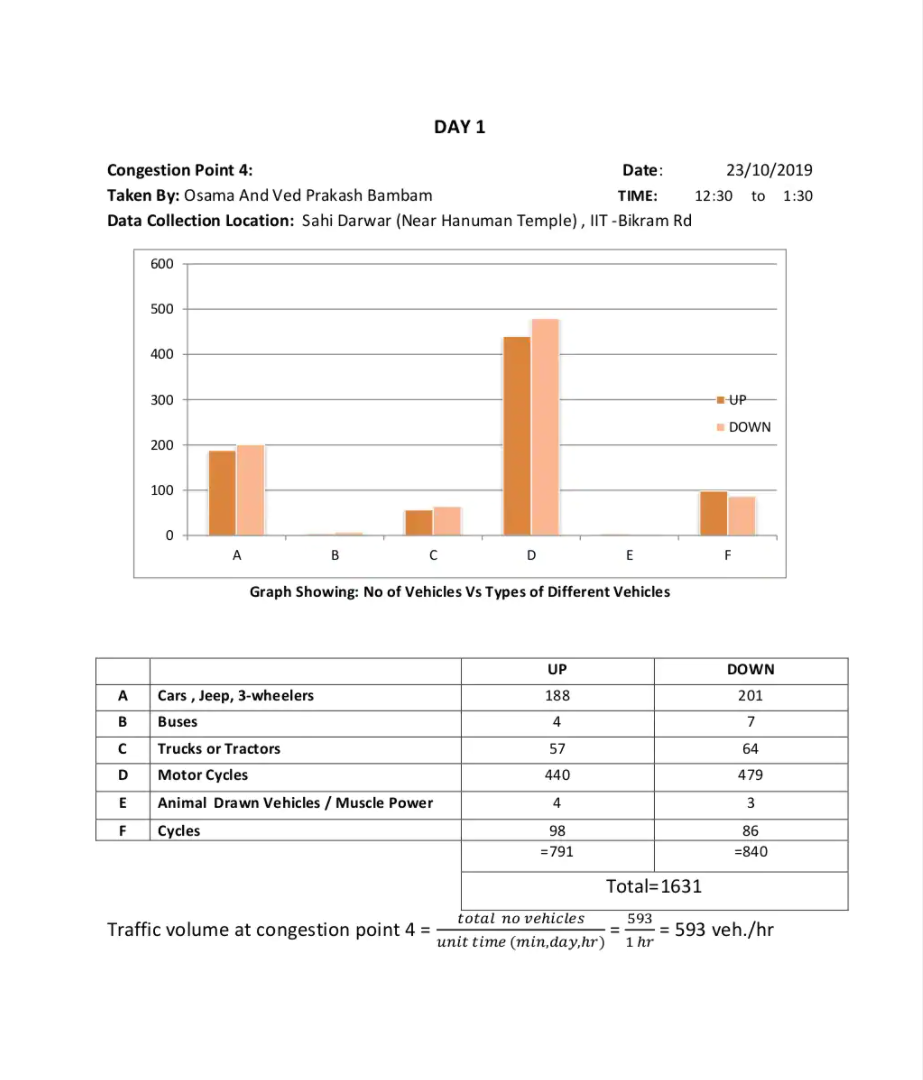 DAY 1
Congestion Point 4: Date: 23/10/2019
Taken By: Osama And Ved Prakash Bambam TIME: 12:30 to 1:30
Data Collection Location: Sahi Darwar (Near Hanuman Temple) , IIT -Bikram Rd
600
500
400
300
200
100
0
UP
DOWN
A B C D E F
Graph Showing: No of Vehicles Vs Types of Different Vehicles
UP DOWN
A Cars , Jeep, 3-wheelers 188 201
B Buses 4 7
C Trucks or Tractors 57 64
D Motor Cycles 440 479
E Animal Drawn Vehicles / Muscle Power 4 3
F Cycles 98 86
=791 =840
Total=1631
Traffic volume at congestion point 4 = total no vehicles / unit time (min,day,hr) = 593 / 1 hr = 593 veh./hr